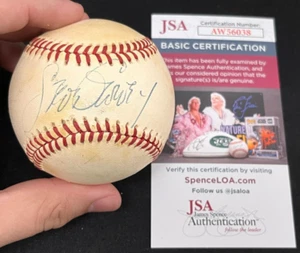 JSA
Certification Number
AW56038
BASIC CERTIFICATION
This item has been fully examined by
James Spence Authentication, and
it is our considered opinion that the
signature(s) is/are genuine.
Verify this certification by visiting
SpenceLOA.com
Follow us @jsaloa
JSA
James Spence
Authentication